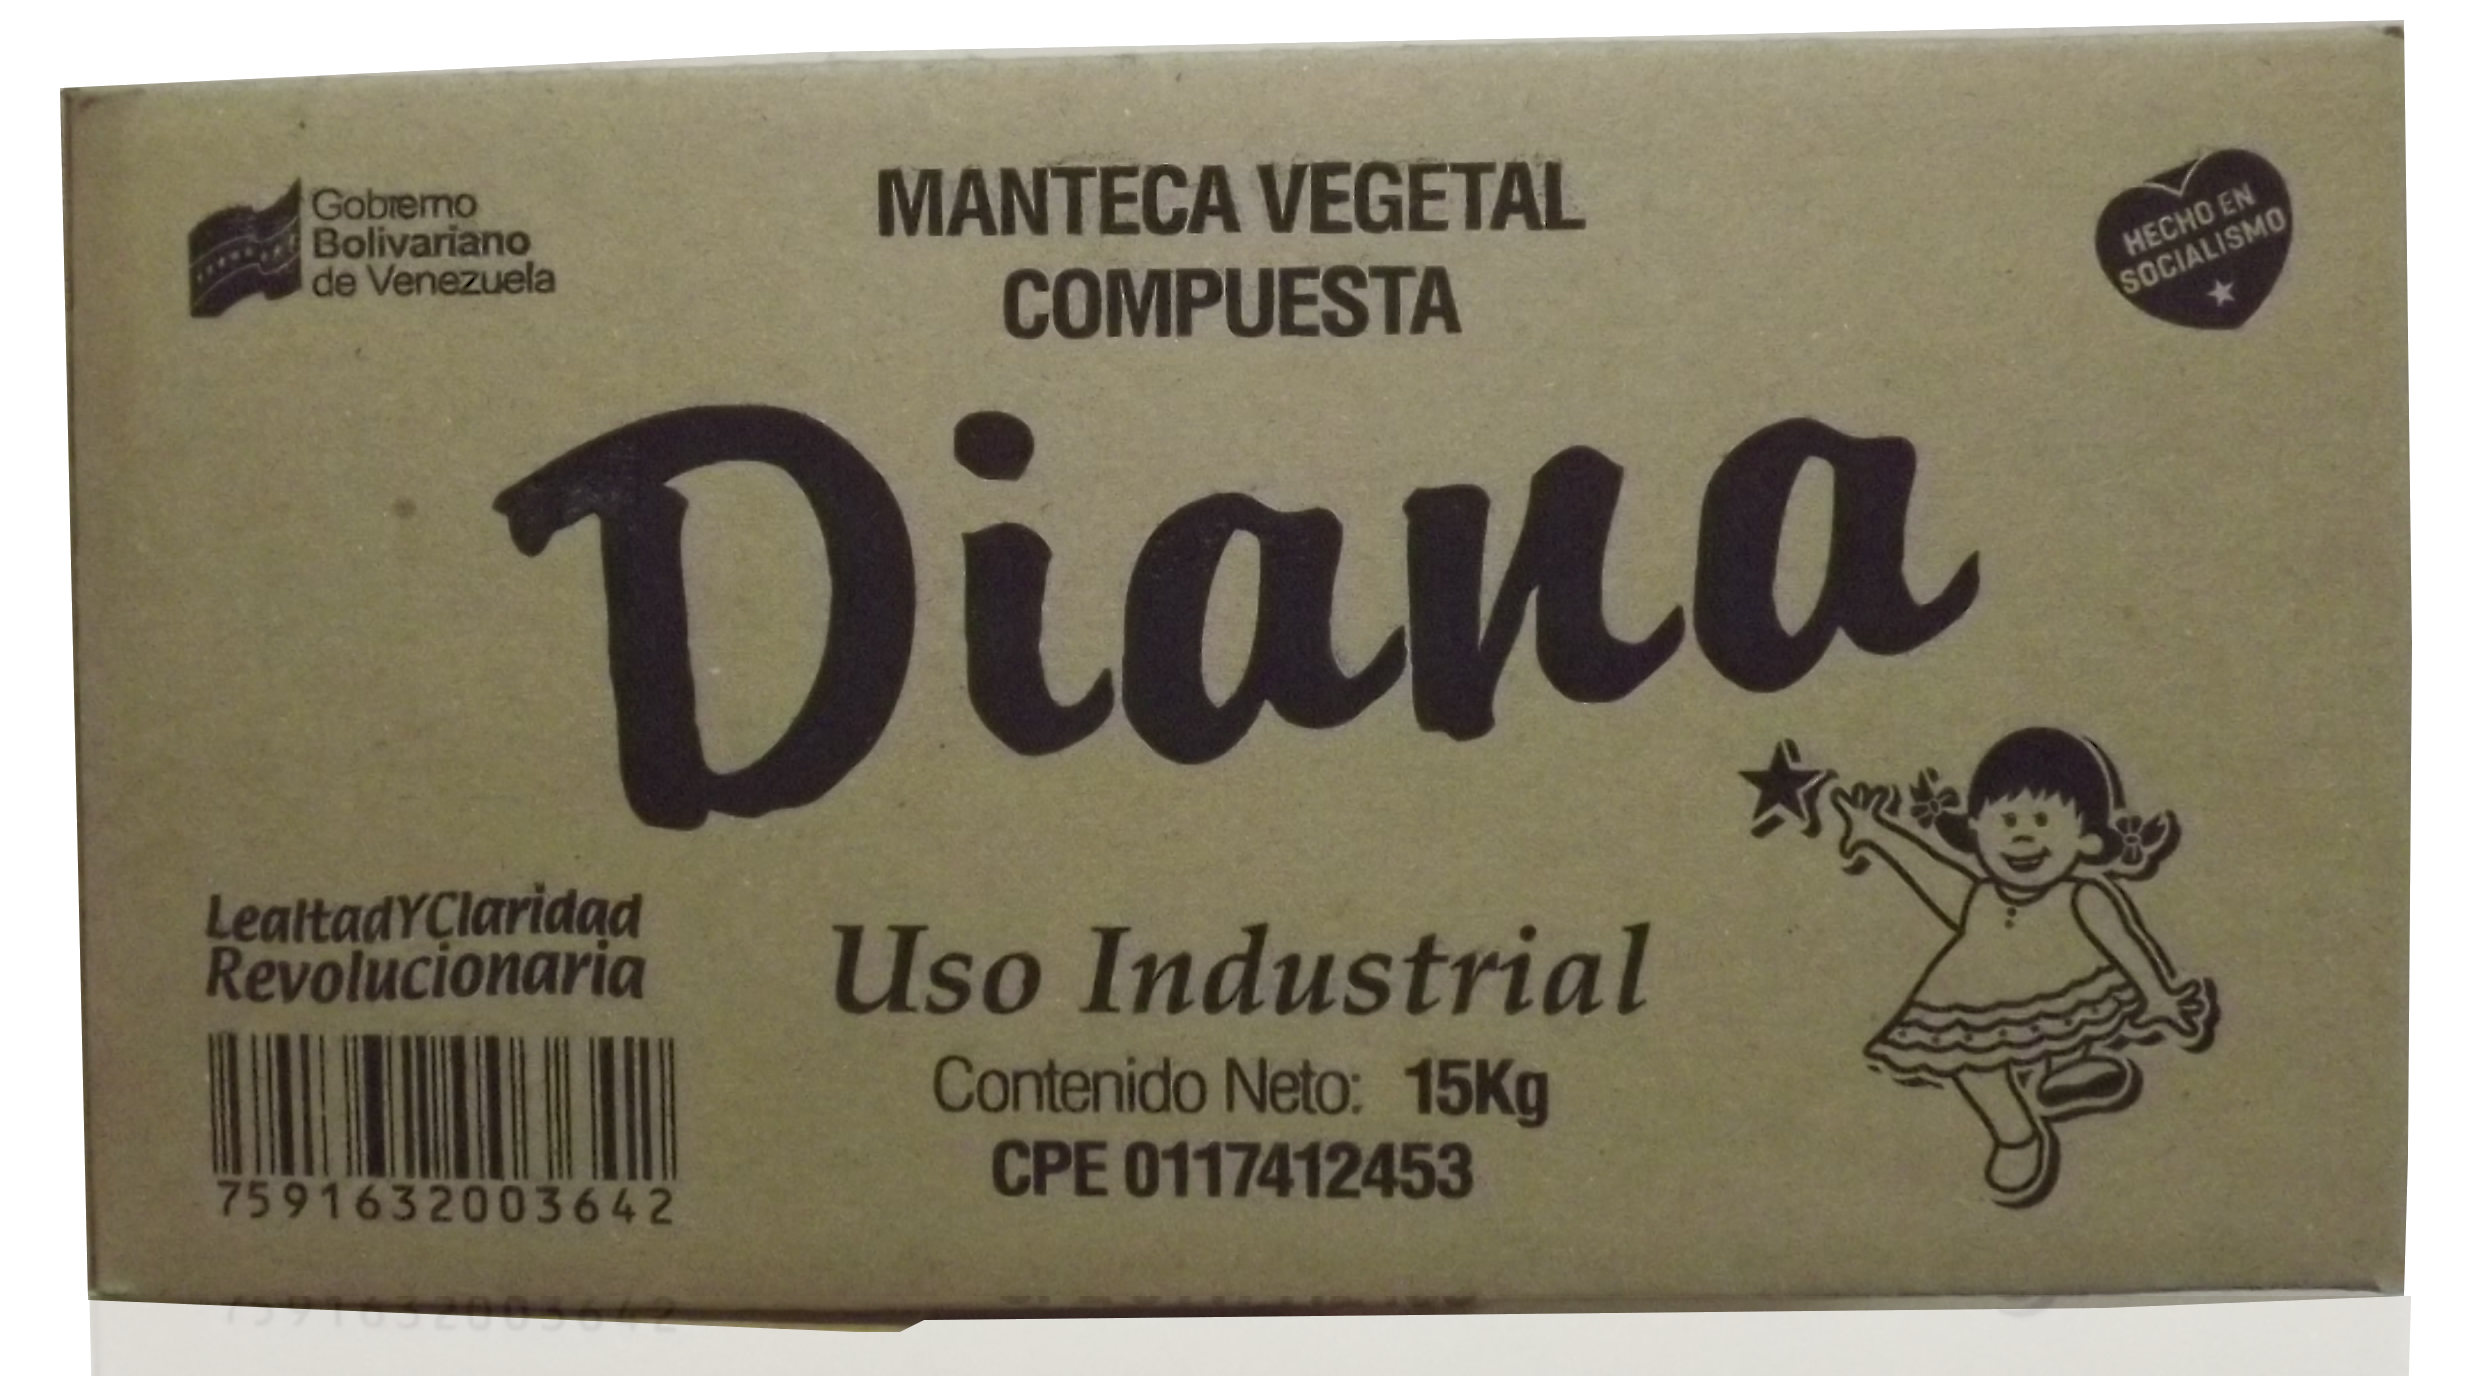 Gobierno
Bolivariano
de Venezuela
MANTECA VEGETAL
COMPUESTA
HECHO EN
SOCIALISMO
Diana
LealtadYClaridad
Revolucionaria
Uso Industrial
Contenido Neto: 15Kg
CPE 0117412453
7591632003642